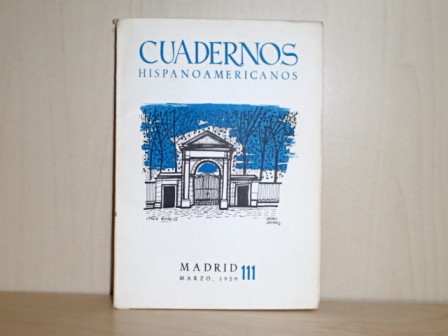 CUADERNOS
HISPANOAMERICANOS
MADRID 111
MARZO, 1959